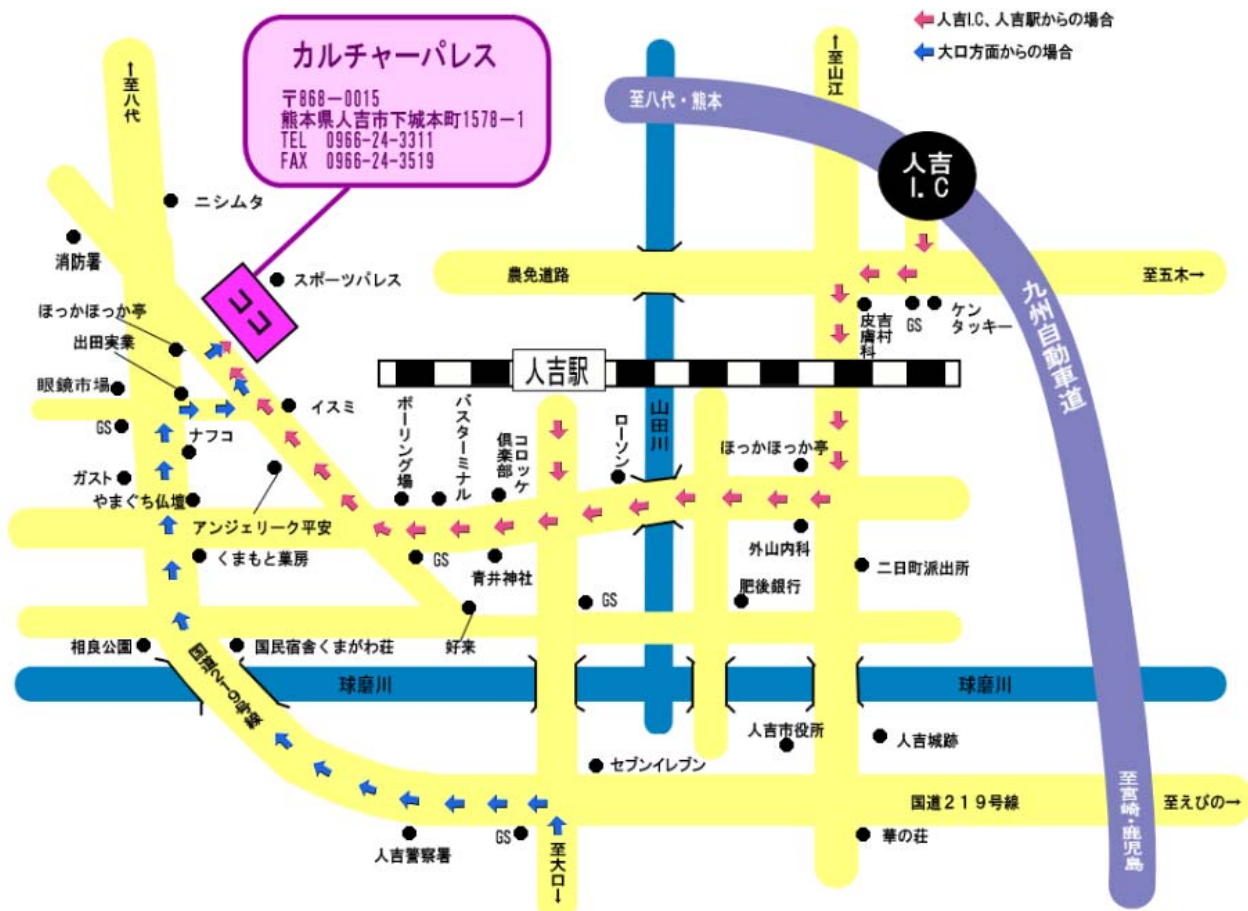 人吉I.C、人吉駅からの場合
大口方面からの場合
カルチャーパレス
〒868-0015
熊本県人吉市下城本町1578-1
TEL 0966-24-3311
FAX 0966-24-3519
←至八代
↑至山江
至八代・熊本
人吉
I.C
ニシムタ
消防署
スポーツパレス
ココ
農免道路
至五木→
ほっかほっか亭
出田実業
眼鏡市場
GS
ナフコ
ガスト
やまぐち仏壇
イスミ
アンジェリーク平安
くまもと菓房
人吉駅
吉村
皮膚科
GS
ケン
タッキー
九州自動車道
ボーリング場
バスターミナル
コロッケ
倶楽部
ローソン
山田川
ほっかほっか亭
GS
青井神社
外山内科
二日町派出所
GS
肥後銀行
相良公園
国民宿舎くまがわ荘
好来
国道219号線
球磨川
球磨川
人吉市役所
人吉城跡
セブンイレブン
国道219号線
至えびの→
人吉警察署
GS
至大口→
華の荘
至宮崎・鹿児島